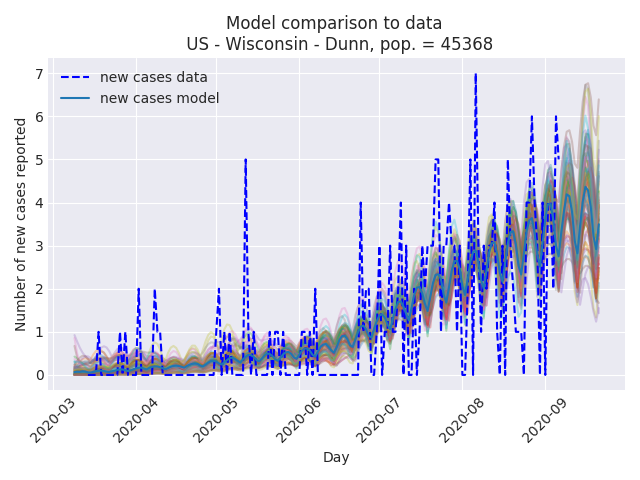 Model comparison to data
US - Wisconsin - Dunn, pop. = 45368
new cases data
new cases model
Number of new cases reported
7
6
5
4
3
2
1
0
2020-03
2020-04
2020-05
2020-06
2020-07
2020-08
2020-09
Day